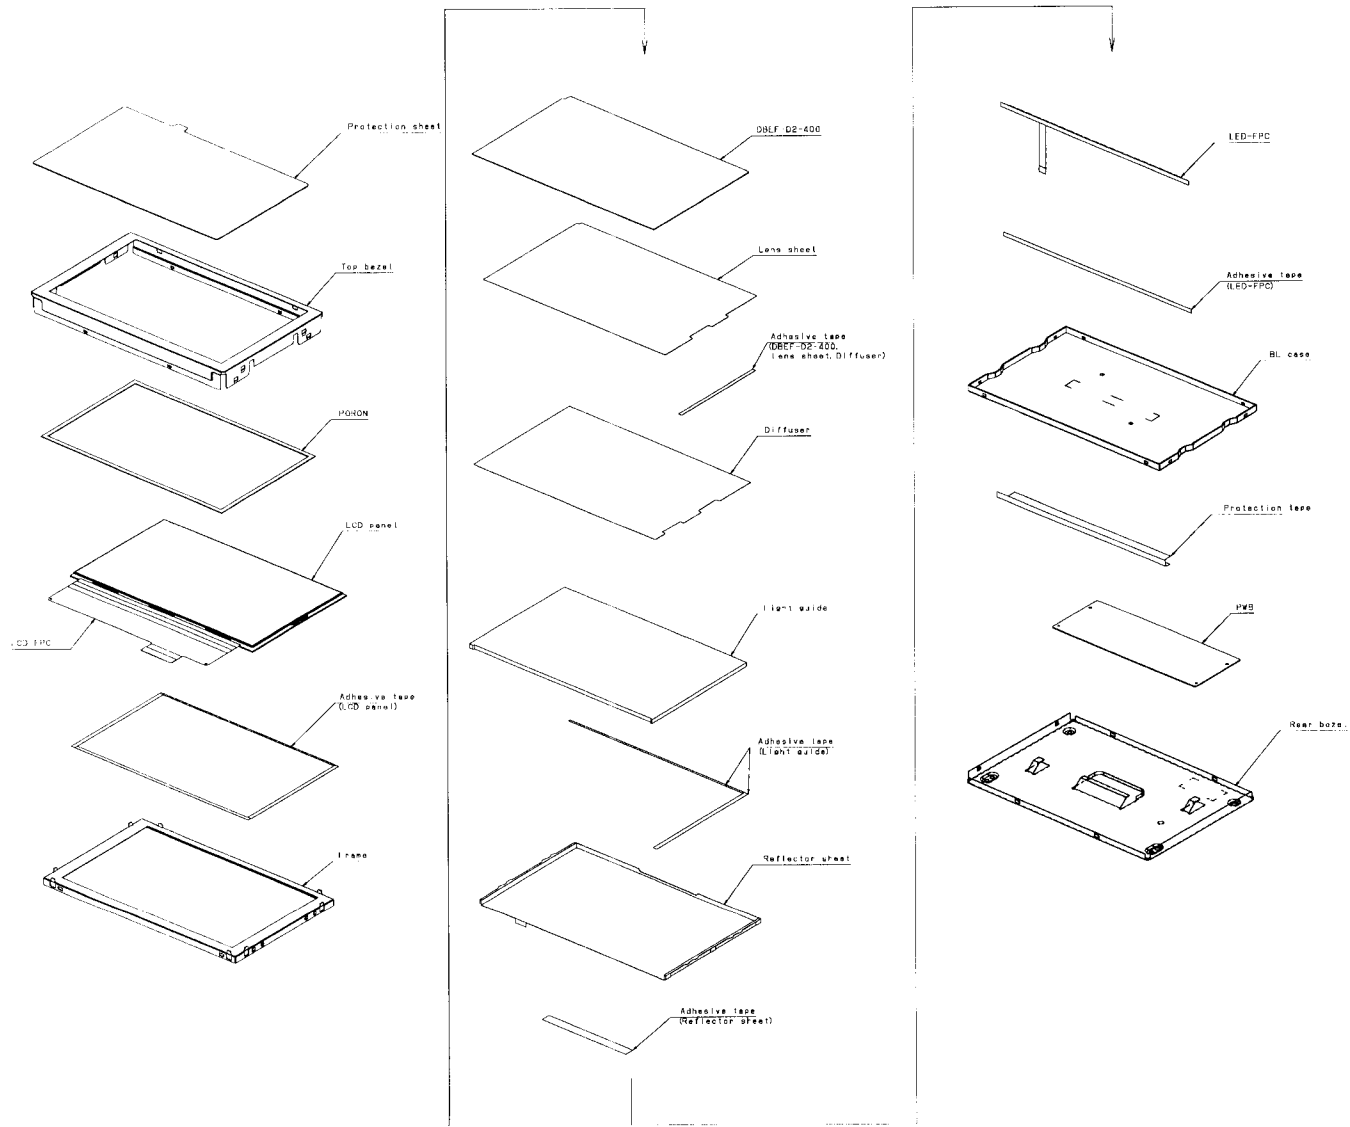 Protection sheet
Top bezel
PORON
LCD panel
LCD FPC
Adhesive tape
(LCD panel)
Frame
DBEF-D2-400
Lens sheet
Adhesive tape
(DBEF-D2-400,
Lens sheet, Diffuser)
Diffuser
Light guide
Adhesive tape
(Light guide)
Reflector sheet
Adhesive tape
(Reflector sheet)
LED-FPC
Adhesive tape
(LED-FPC)
BL case
Protection tape
PWB
Rear beze.